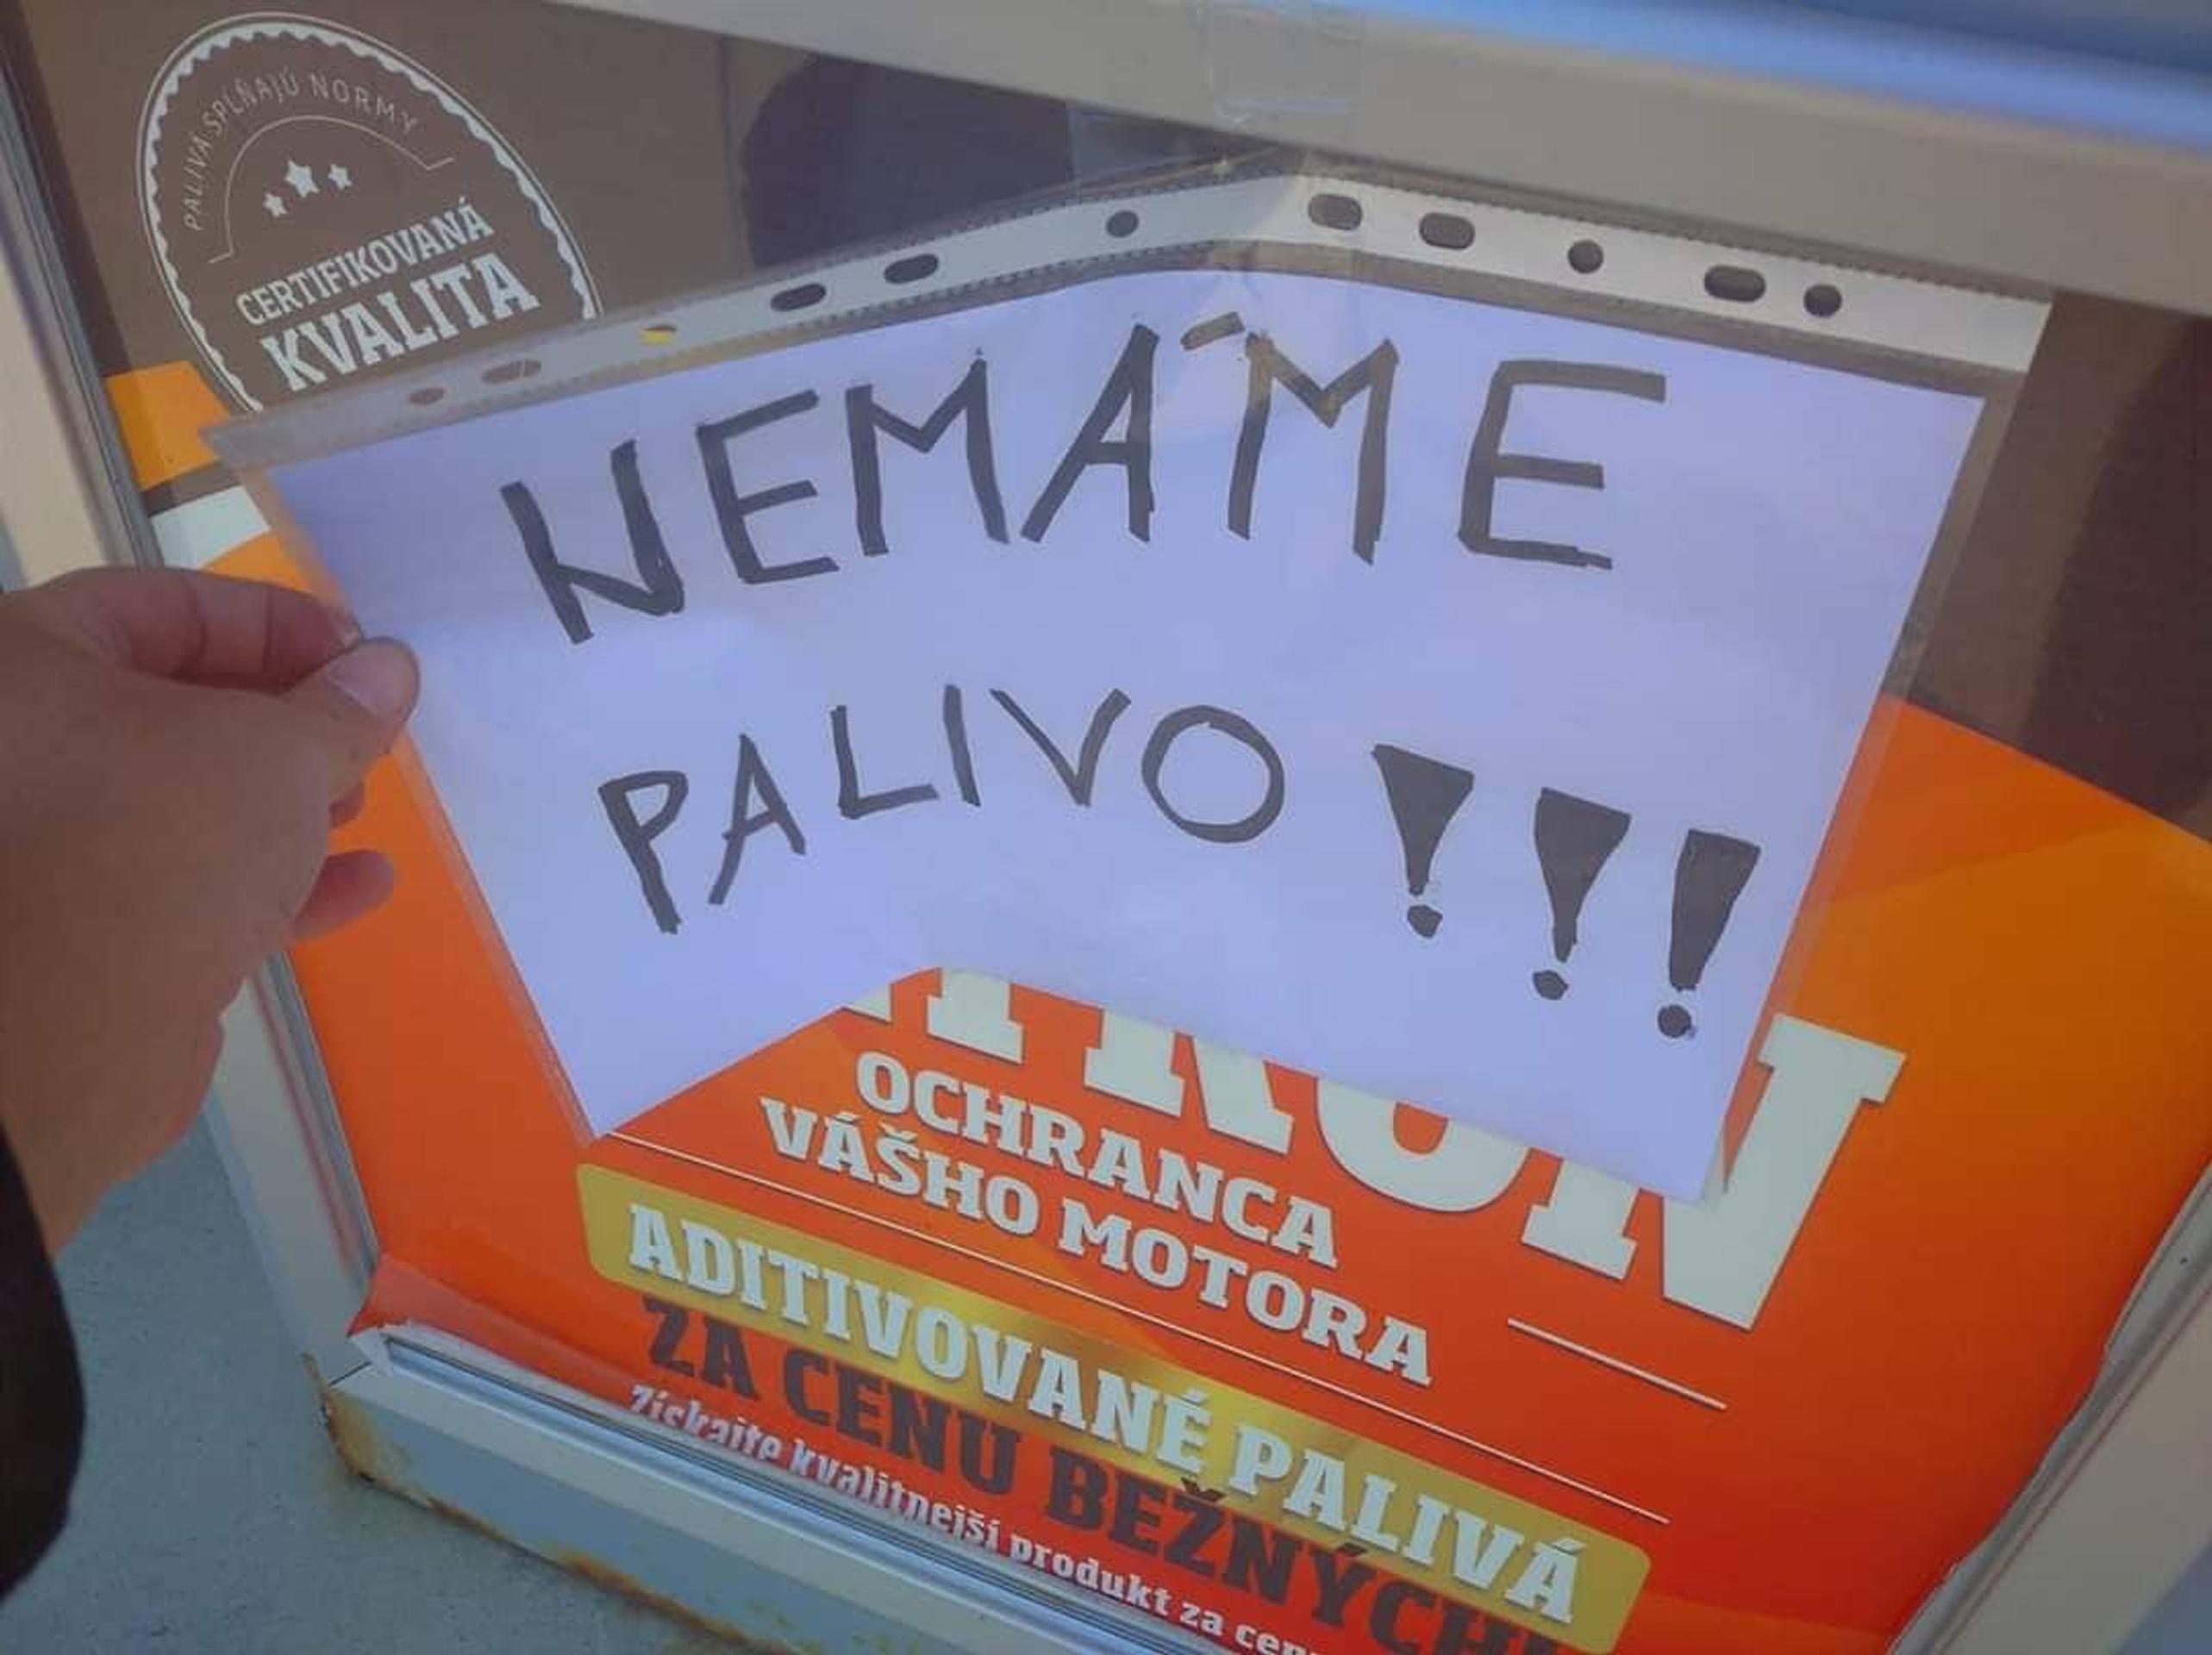 PALIVÁ SPĹŇAJÚ NORMY
CERTIFIKOVANÁ
KVALITA
NEMÁME
PALIVO !!!
OCHRANCA
VÁŠHO MOTORA
ADITIVOVANÉ PALIVÁ
ZA CENU BEŽNÝCH!
Získajte kvalitnejší produkt za